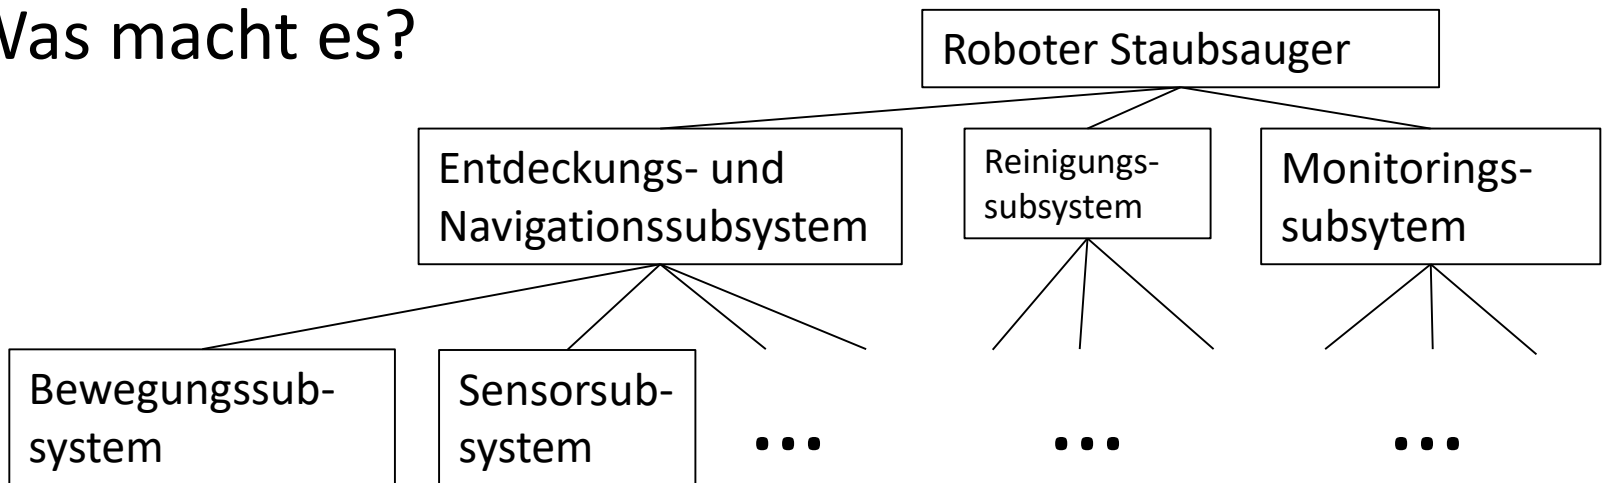 Was macht es?
Roboter Staubsauger
Entdeckungs- und
Navigationssubsystem
Reinigungs-
subsystem
Monitorings-
subsytem
Bewegungssub-
system
Sensorsub-
system
...
...
...